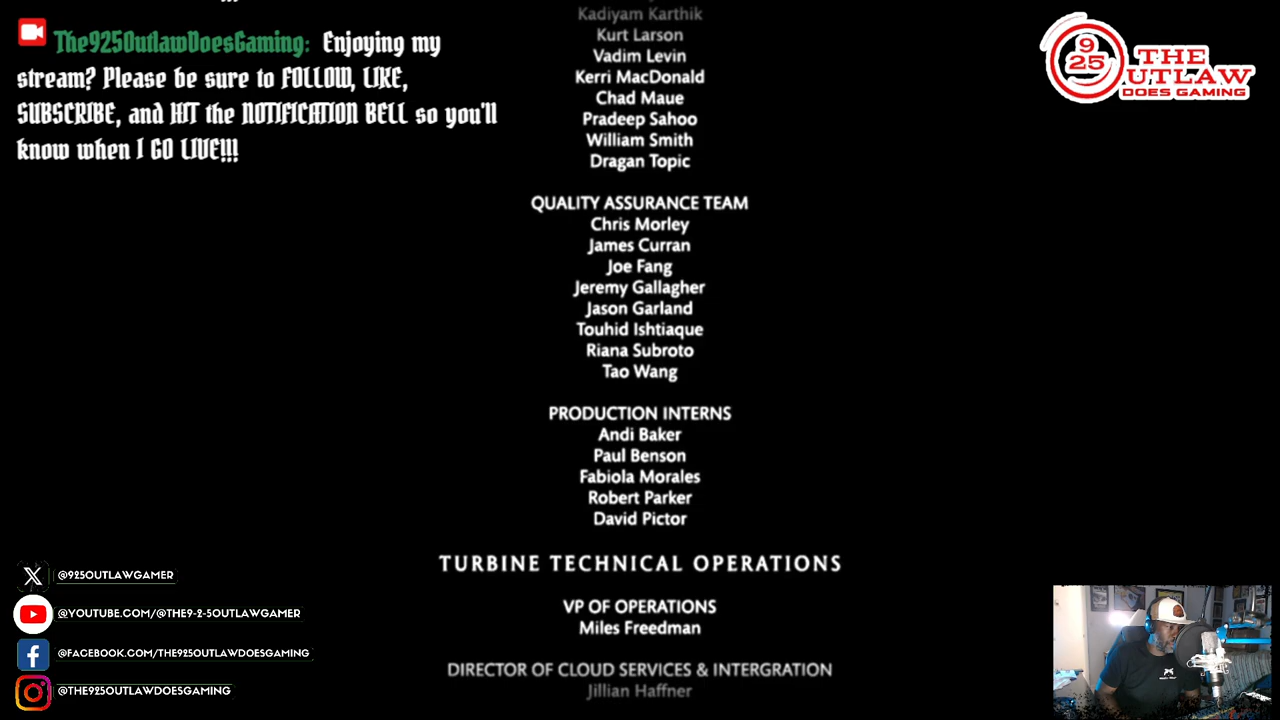 The925OutlawDoesGaming: Enjoying my
stream? Please be sure to FOLLOW, LIKE,
SUBSCRIBE, and HIT the NOTIFICATION BELL so you'll
know when I GO LIVE!!!
Kadiyam Karthik
Kurt Larson
Vadim Levin
Kerri MacDonald
Chad Maue
Pradeep Sahoo
William Smith
Dragan Topic
QUALITY ASSURANCE TEAM
Chris Morley
James Curran
Joe Fang
Jeremy Gallagher
Jason Garland
Touhid Ishtiaque
Riana Subroto
Tao Wang
PRODUCTION INTERNS
Andi Baker
Paul Benson
Fabiola Morales
Robert Parker
David Pictor
TURBINE TECHNICAL OPERATIONS
VP OF OPERATIONS
Miles Freedman
DIRECTOR OF CLOUD SERVICES & INTERGRATION
Jillian Haffner
9
25
THE
OUTLAW
DOES GAMING
@925OUTLAWGAMER
@YOUTUBE.COM/@THE9-2-5OUTLAWGAMER
@FACEBOOK.COM/THE925OUTLAWDOESGAMING
@THE925OUTLAWDOESGAMING